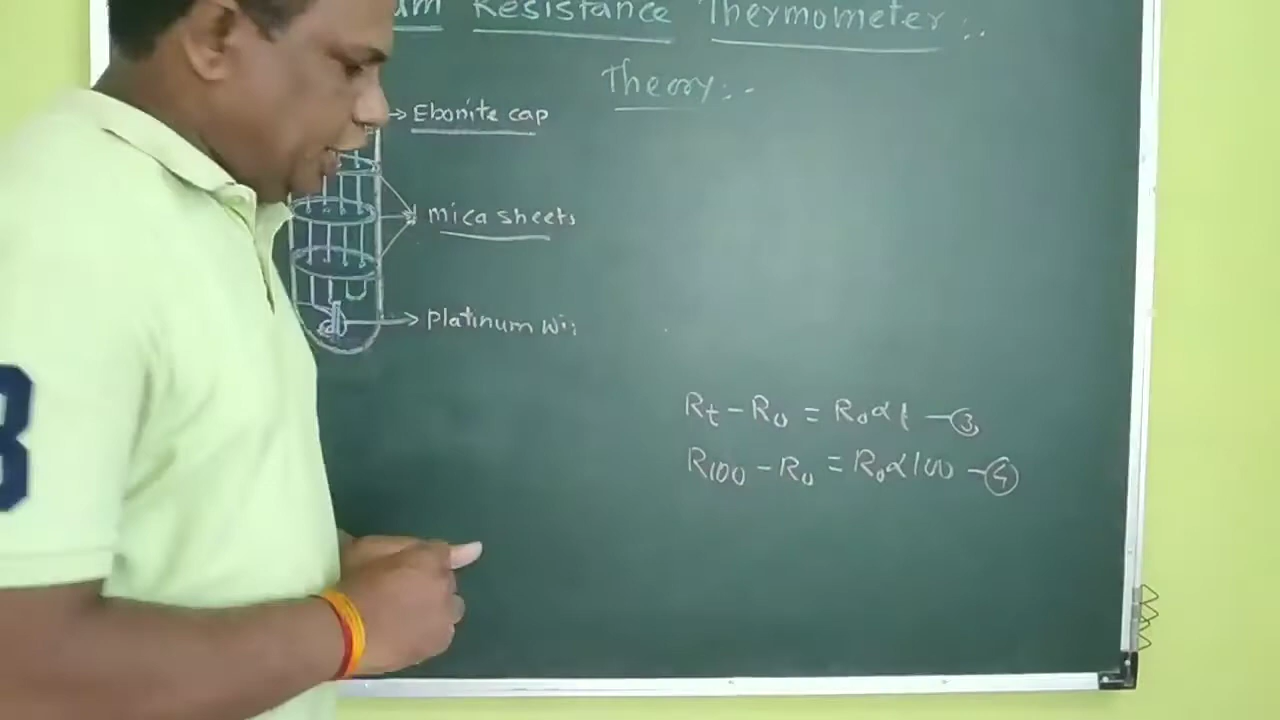 um Resistance Thermometer :-
Theory :-
Ebonite cap
mica sheets
platinum wi
Rt - R0 = R0 α t - 3
R100 - R0 = R0 α 100 - 4
3